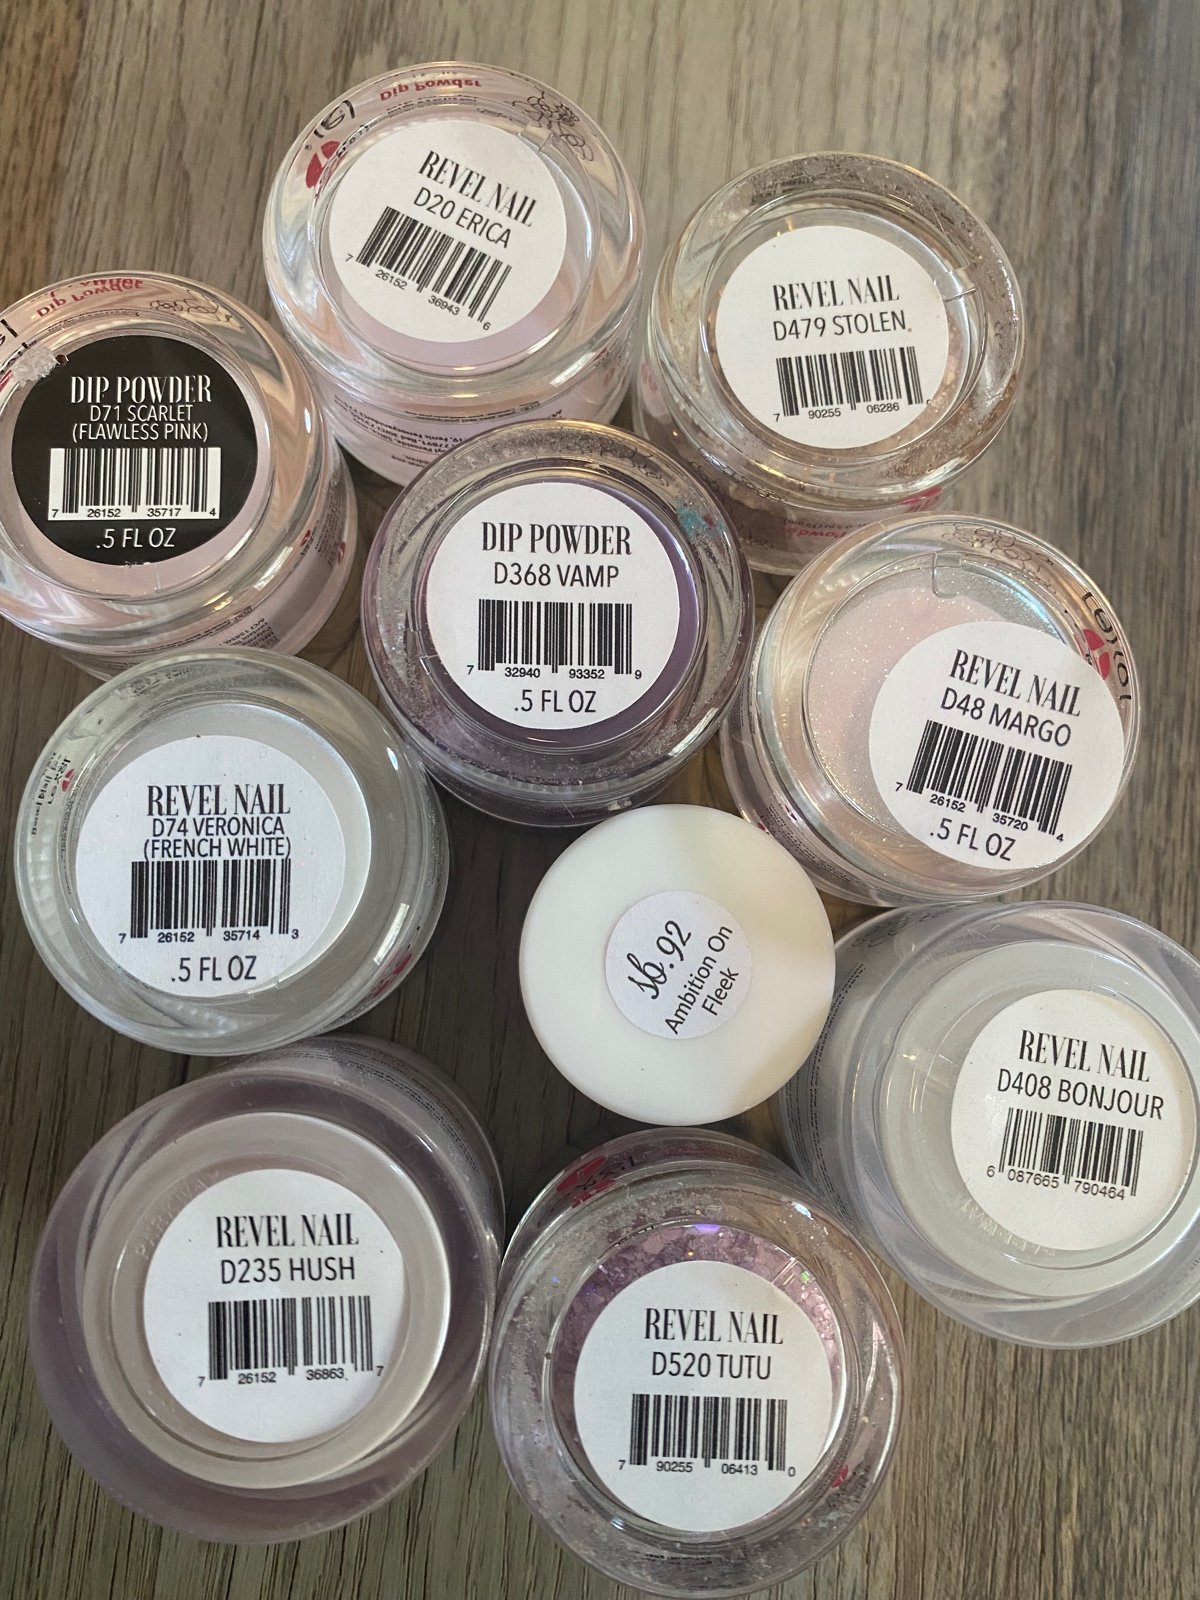 Dip Powder
REVEL NAIL
D20 ERICA
7 26152 36943 6
REVEL NAIL
D479 STOLEN
7 90255 06286
Dip Powder
DIP POWDER
D71 SCARLET
(FLAWLESS PINK)
7 26152 35717 4
.5 FL OZ
DIP POWDER
D368 VAMP
7 32940 93352 9
.5 FL OZ
REVEL NAIL
D48 MARGO
7 26152 35720 4
.5 FL OZ
REVEL NAIL
D74 VERONICA
(FRENCH WHITE)
7 26152 35714 3
.5 FL OZ
sb.92
Ambition On
Fleek
REVEL NAIL
D408 BONJOUR
6 087665 790464
REVEL NAIL
D235 HUSH
7 26152 36863 7
REVEL NAIL
D520 TUTU
7 90255 06413 0